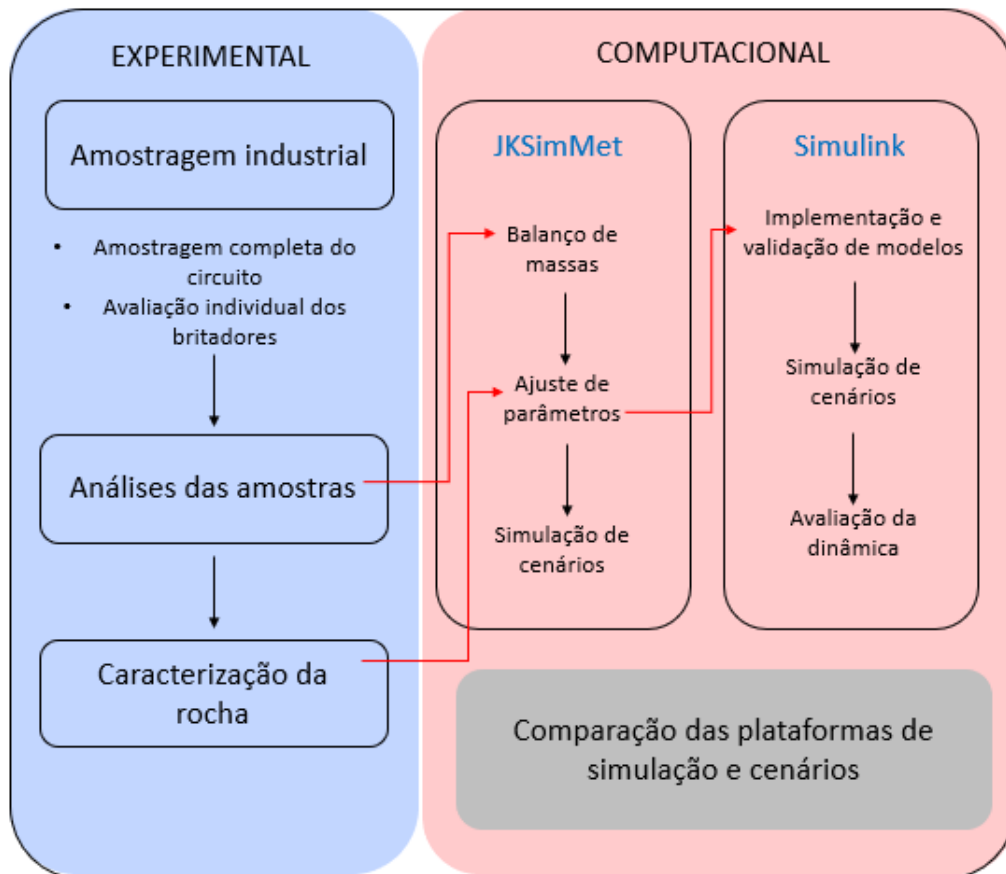 EXPERIMENTAL
Amostragem industrial
• Amostragem completa do
circuito
• Avaliação individual dos
britadores
Análises das amostras
Caracterização da
rocha
COMPUTACIONAL
JKSimMet
Balanço de
massas
Ajuste de
parâmetros
Simulação de
cenários
Simulink
Implementação e
validação de modelos
Simulação de
cenários
Avaliação da
dinâmica
Comparação das plataformas de
simulação e cenários